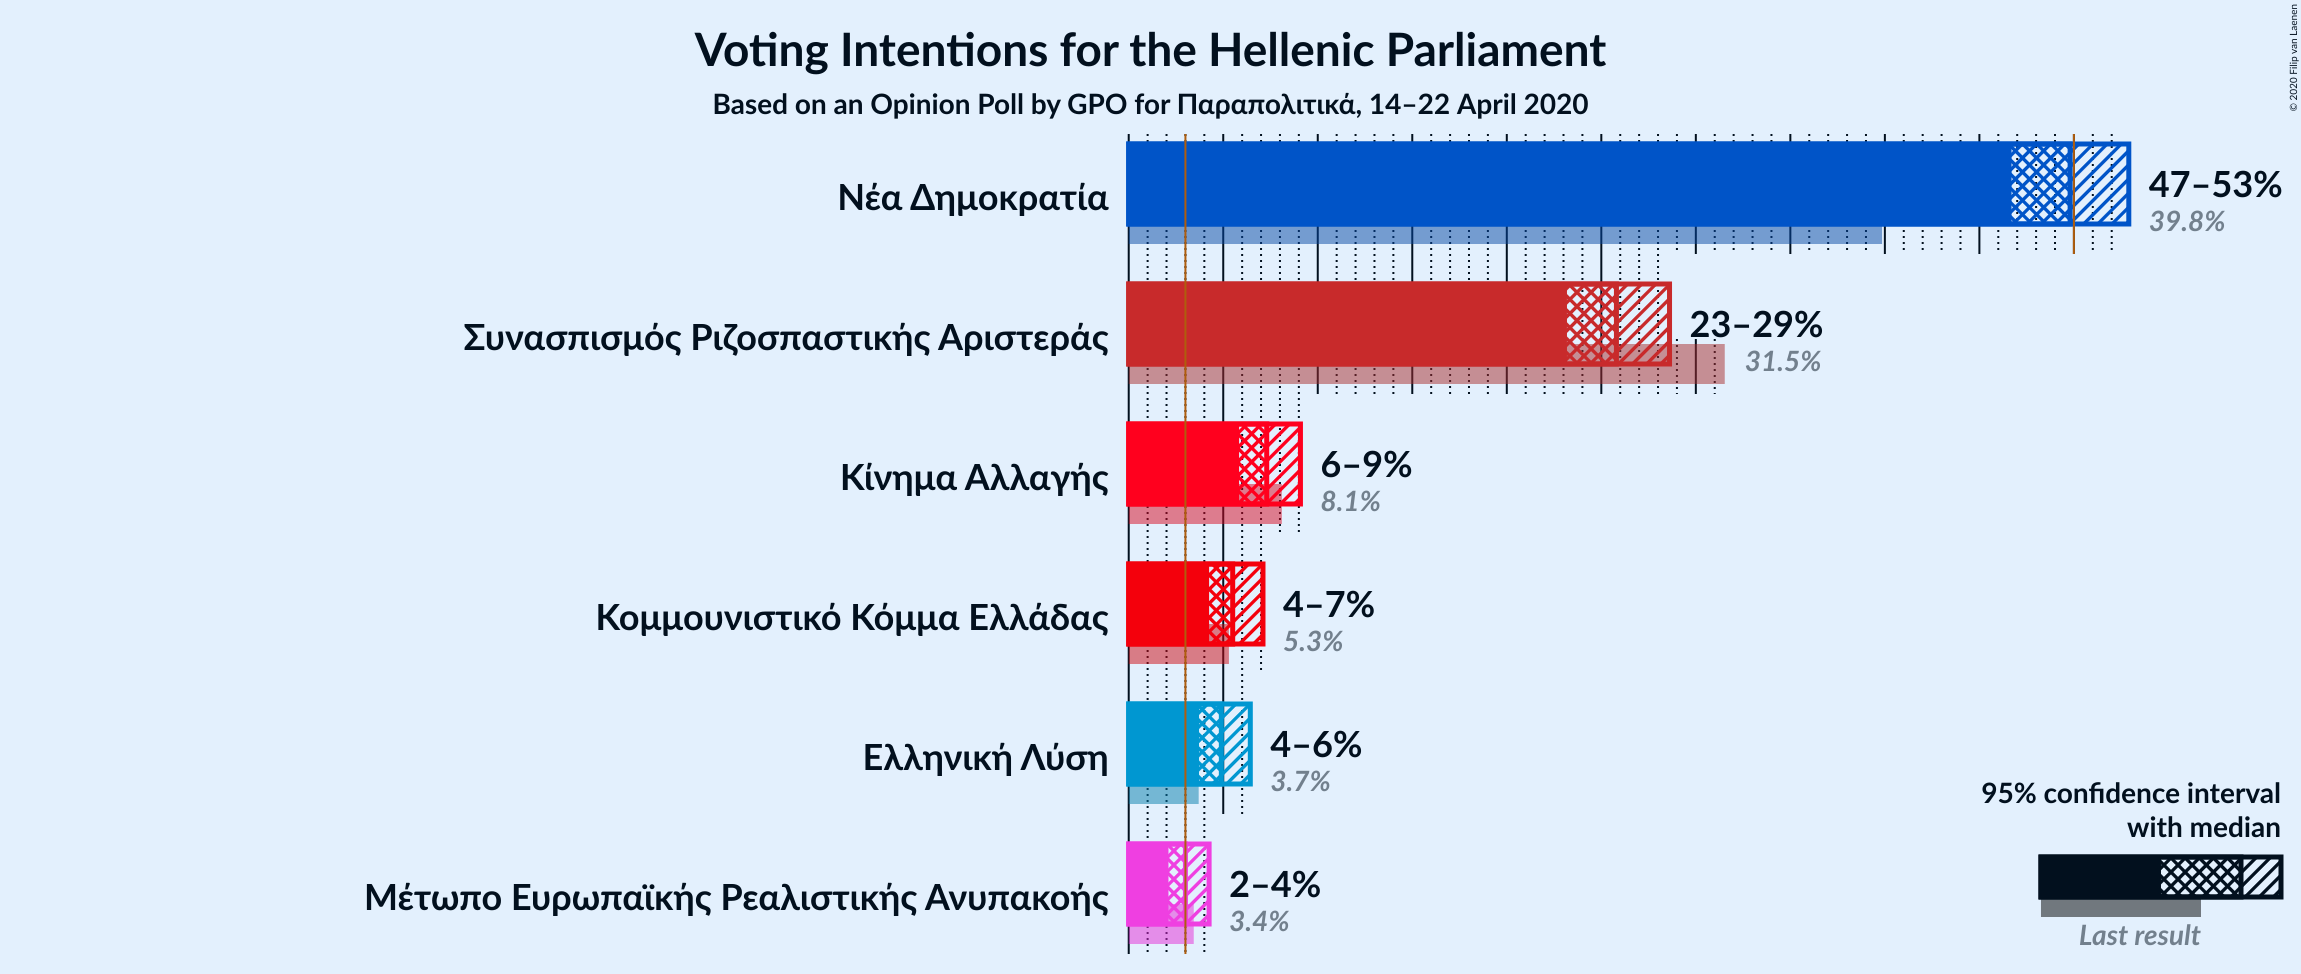 Voting Intentions for the Hellenic Parliament
Based on an Opinion Poll by GPO for Παραπολιτικά, 14–22 April 2020
© 2020 Filip van Laenen
Νέα Δημοκρατία
47–53%
39.8%
Συνασπισμός Ριζοσπαστικής Αριστεράς
23–29%
31.5%
Κίνημα Αλλαγής
6–9%
8.1%
Κομμουνιστικό Κόμμα Ελλάδας
4–7%
5.3%
Ελληνική Λύση
4–6%
3.7%
Μέτωπο Ευρωπαϊκής Ρεαλιστικής Ανυπακοής
2–4%
3.4%
95% confidence interval
with median
Last result